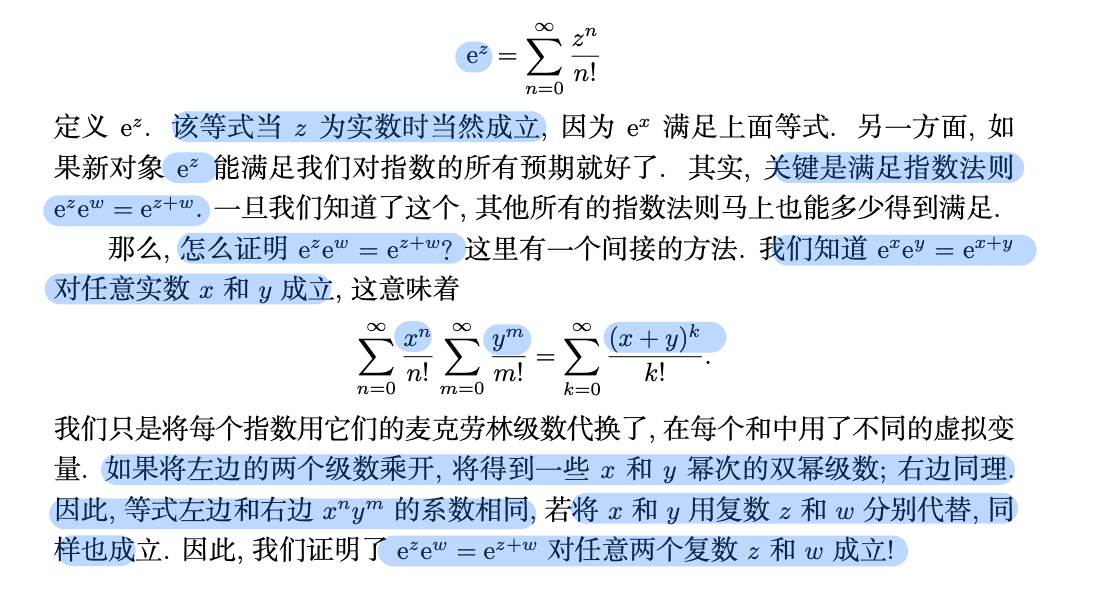 e^z = ∑_{n=0}^{∞} z^n/n!
定义 e^z. 该等式当 z 为实数时当然成立, 因为 e^x 满足上面等式. 另一方面, 如
果新对象 e^z 能满足我们对指数的所有预期就好了. 其实, 关键是满足指数法则
e^z e^w = e^{z+w}. 一旦我们知道了这个, 其他所有的指数法则马上也能多少得到满足.
那么, 怎么证明 e^z e^w = e^{z+w}? 这里有一个间接的方法. 我们知道 e^x e^y = e^{x+y}
对任意实数 x 和 y 成立, 这意味着
∑_{n=0}^{∞} x^n/n! ∑_{m=0}^{∞} y^m/m! = ∑_{k=0}^{∞} (x + y)^k/k!.
我们只是将每个指数用它们的麦克劳林级数代换了, 在每个和中用了不同的虚拟变
量. 如果将左边的两个级数乘开, 将得到一些 x 和 y 幂次的双幂级数; 右边同理.
因此, 等式左边和右边 x^n y^m 的系数相同, 若将 x 和 y 用复数 z 和 w 分别代替, 同
样也成立. 因此, 我们证明了 e^z e^w = e^{z+w} 对任意两个复数 z 和 w 成立!